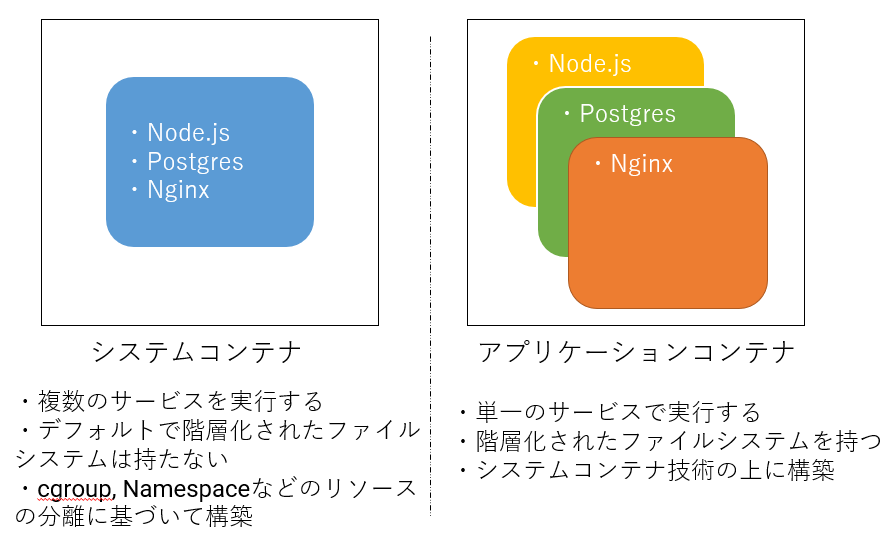 ・Node.js
・Postgres
・Nginx
システムコンテナ
・複数のサービスを実行する
・デフォルトで階層化されたファイル
システムは持たない
・cgroup, Namespaceなどのリソース
の分離に基づいて構築
・Node.js
・Postgres
・Nginx
アプリケーションコンテナ
・単一のサービスで実行する
・階層化されたファイルシステムを持つ
・システムコンテナ技術の上に構築